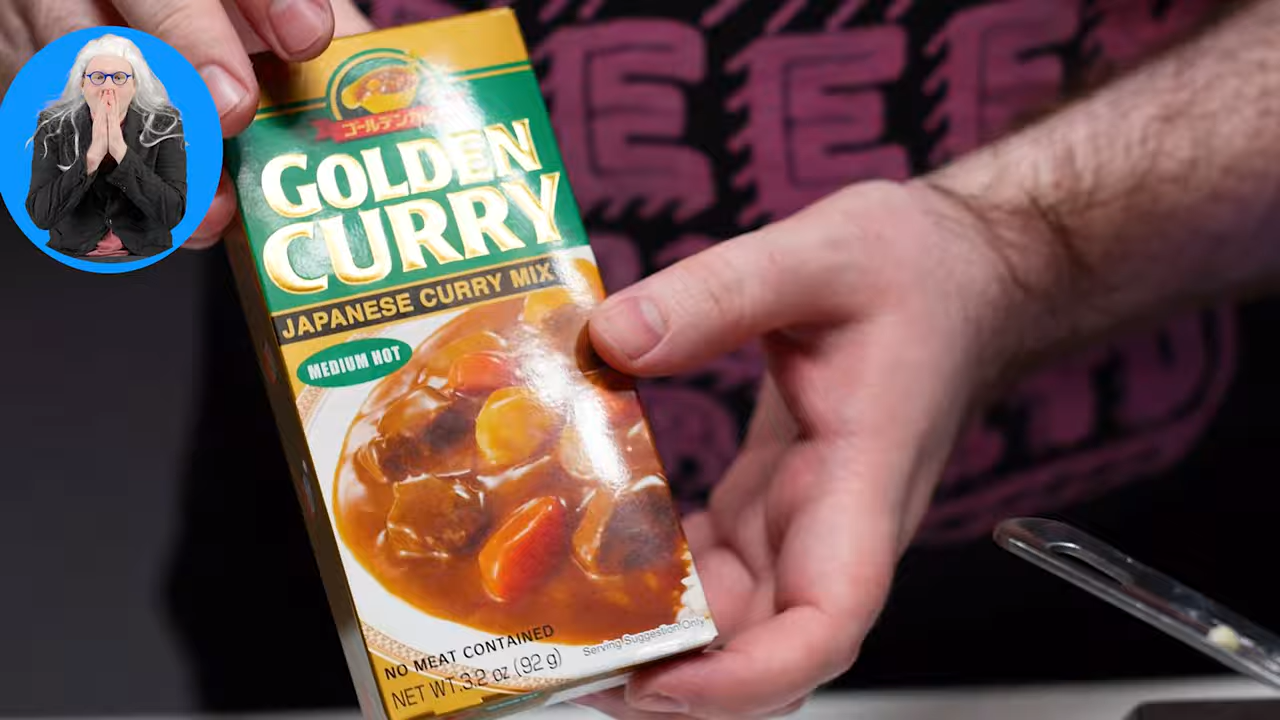 ゴールデンカレー
GOLDEN
CURRY
JAPANESE CURRY MIX
MEDIUM HOT
NO MEAT CONTAINED
Serving Suggestion Only
NET WT.3.2 oz (92 g)